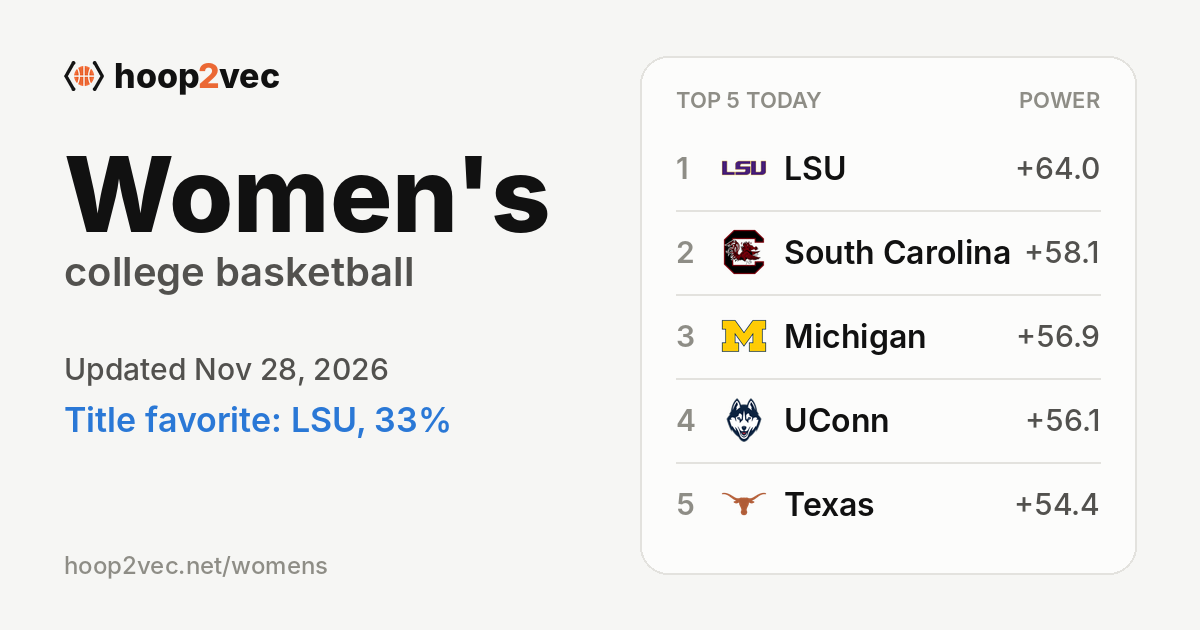 hoop2vec
Women's
college basketball
Updated Nov 28, 2026
Title favorite: LSU, 33%
hoop2vec.net/womens
TOP 5 TODAY POWER
1 LSU LSU +64.0
2 South Carolina +58.1
3 M Michigan +56.9
4 UConn +56.1
5 Texas +54.4